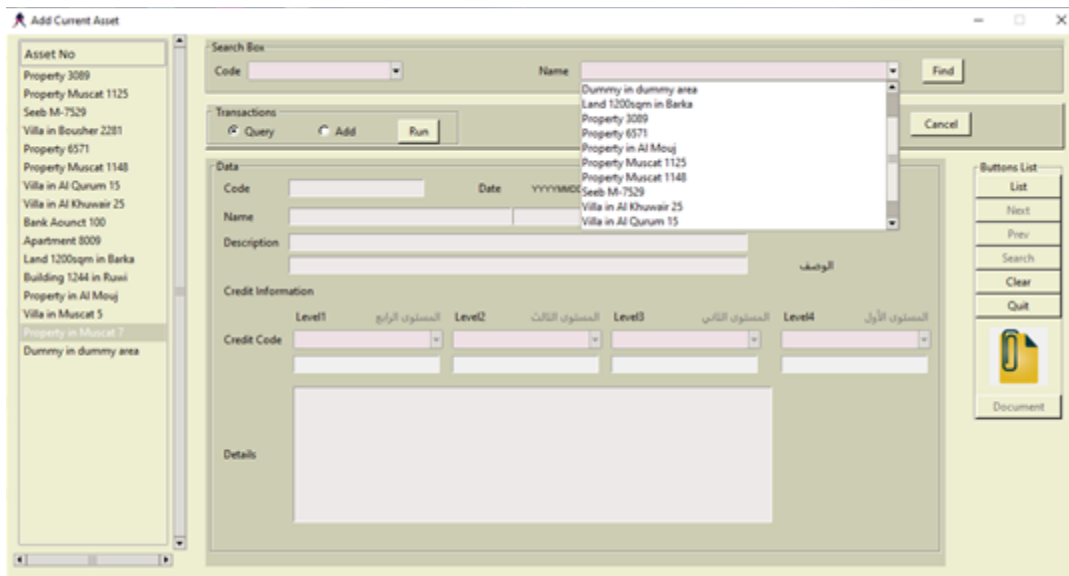 Add Current Asset
Asset No
Property 3089
Property Muscat 1125
Seeb M-7529
Villa in Bousher 2281
Property 6571
Property Muscat 1148
Villa in Al Qurum 15
Villa in Al Khuwair 25
Bank Aounct 100
Apartment 8009
Land 1200sqm in Barka
Building 1244 in Ruwi
Property in Al Mouj
Villa in Muscat 5
Property in Muscat 7
Dummy in dummy area
Search Box
Code
Name
Find
Dummy in dummy area
Land 1200sqm in Barka
Property 3089
Property 6571
Property in Al Mouj
Property Muscat 1125
Property Muscat 1148
Seeb M-7529
Villa in Al Khuwair 25
Villa in Al Qurum 15
Transactions
Query Add Run
Cancel
Data
Code Date
Name
Description
الوصف
Credit Information
Level1 المستوى الرابع Level2 المستوى الثالث Level3 المستوى الثاني Level4 المستوى الأول
Credit Code
Details
Buttons List
List
Next
Prev
Search
Clear
Quit
Document